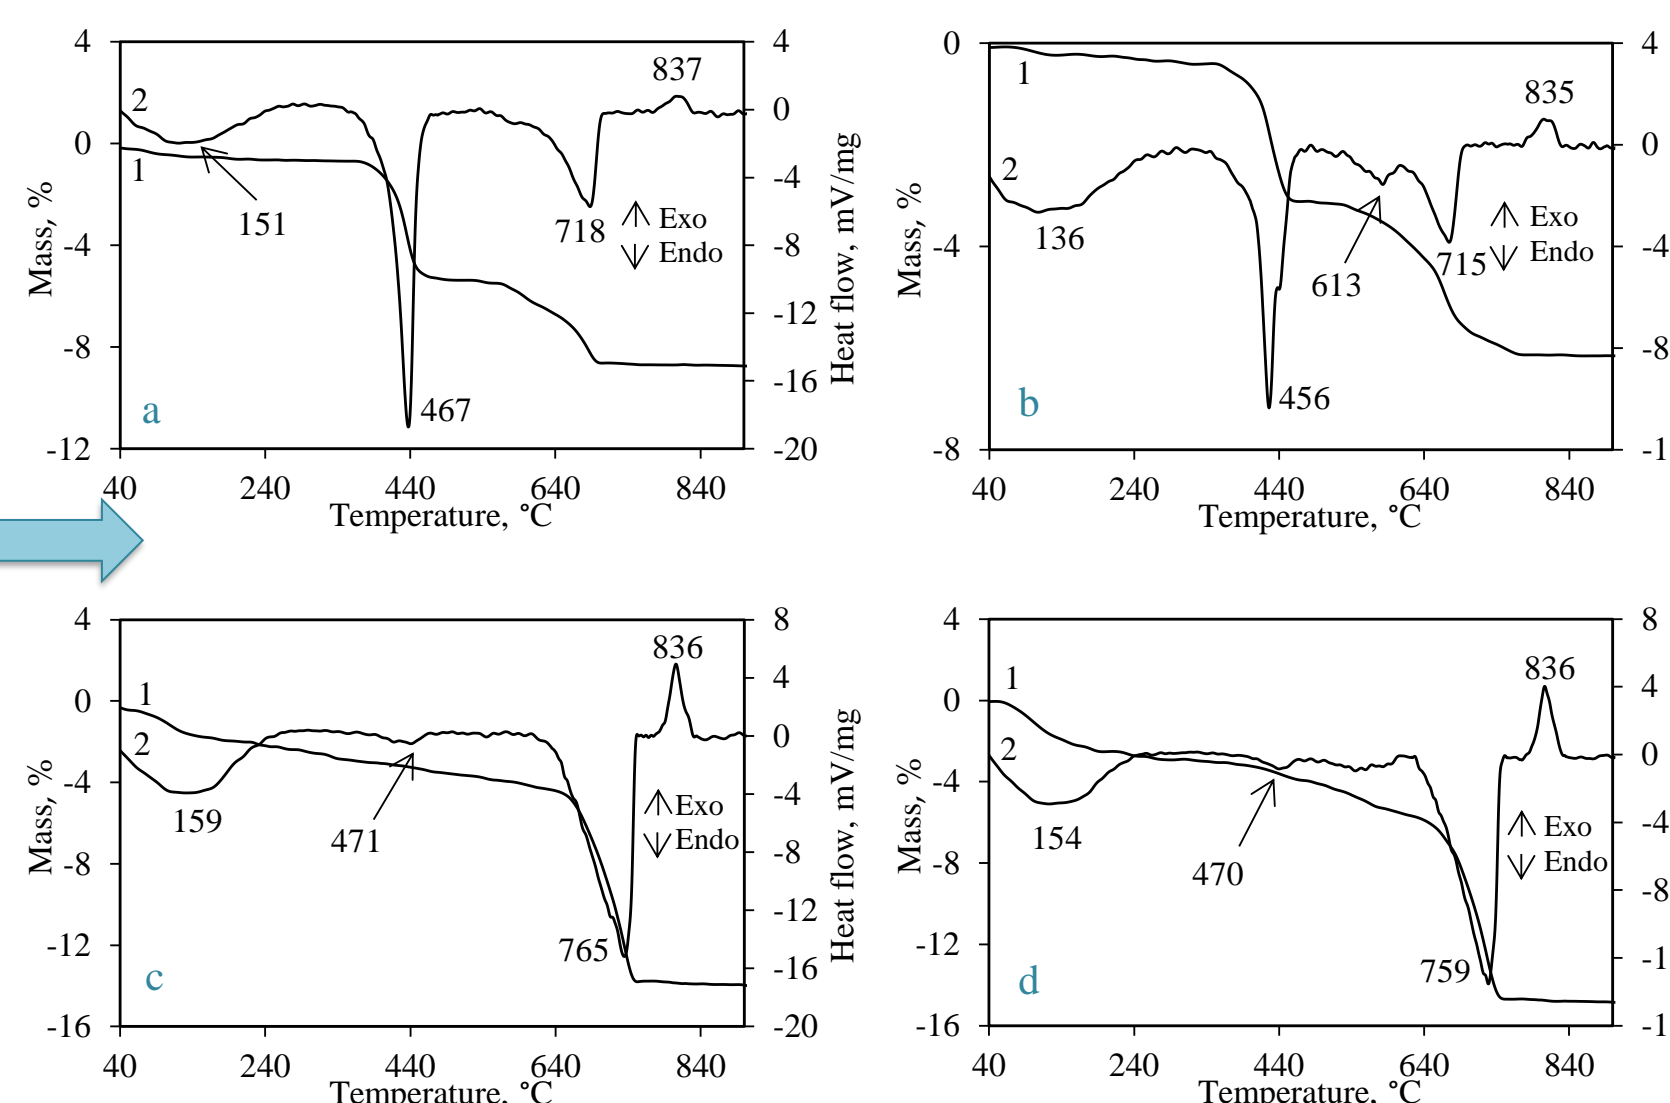 4
0
-4
-8
-12
Mass, %
4
0
-4
-8
-12
-16
-20
Heat flow, mV/mg
2
1
151
467
718
837
Exo
Endo
a
40 240 440 640 840
Temperature, °C
0
-4
-8
Mass, %
4
0
-4
-8
-1
1
2
136
456
613
715
835
Exo
Endo
b
40 240 440 640 840
Temperature, °C
4
0
-4
-8
-12
-16
Mass, %
8
4
0
-4
-8
-12
-16
-20
Heat flow, mV/mg
1
2
159
471
765
836
Exo
Endo
c
40 240 440 640 840
Temperature, °C
4
0
-4
-8
-12
-16
Mass, %
8
4
0
-4
-8
-1
-1
1
2
154
470
759
836
Exo
Endo
d
40 240 440 640 840
Temperature, °C